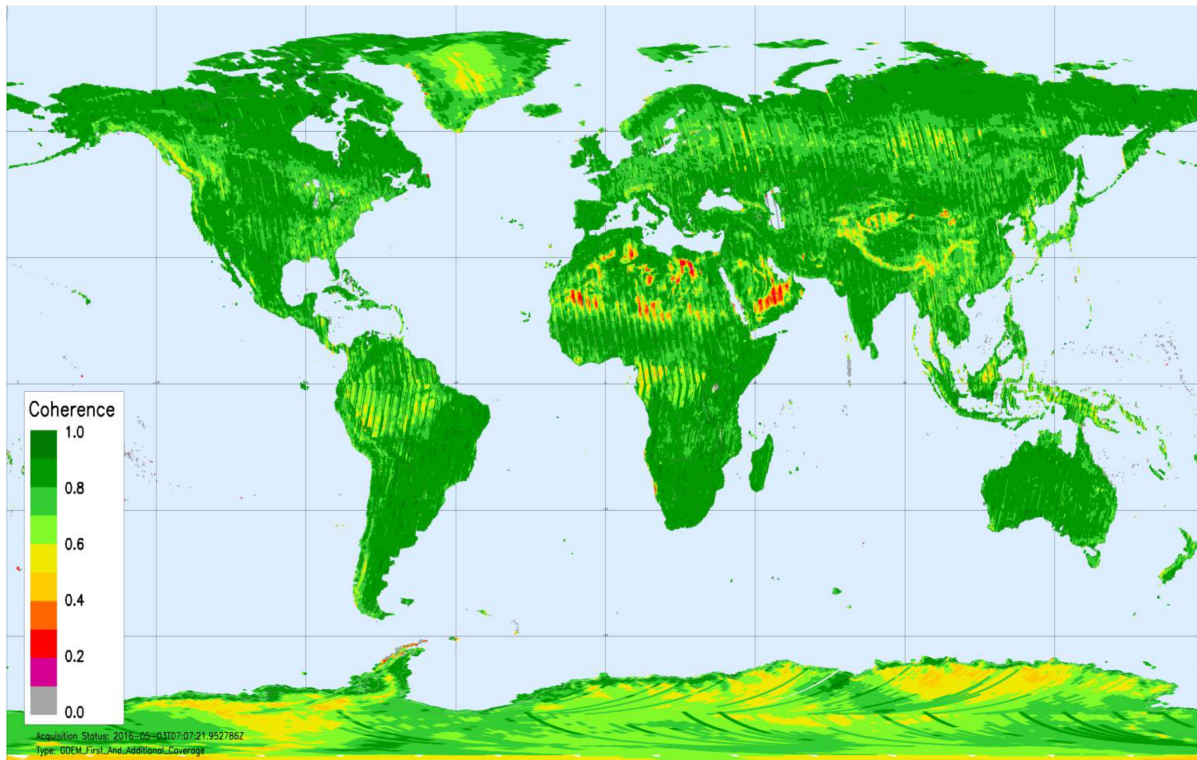 Coherence
1.0
0.8
0.6
0.4
0.2
0.0
Acquisition Status: 2016-05-03T07:07:21.952786Z
Type: GDEM_First_And_Additional_Coverage